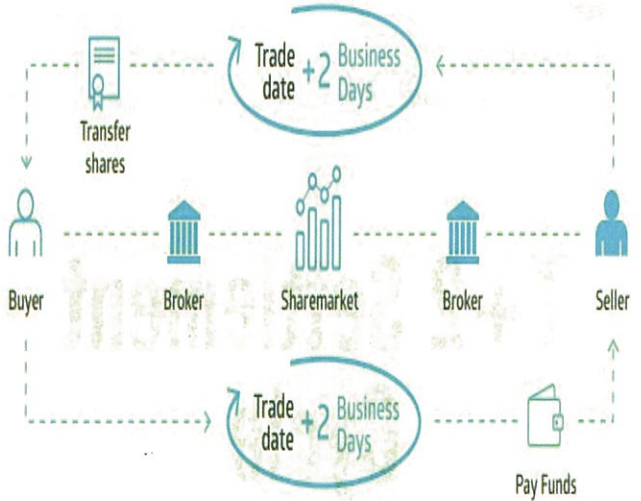 Trade date +2 Business Days
Transfer shares
Buyer
Broker
Sharemarket
Broker
Seller
Trade date +2 Business Days
Pay Funds